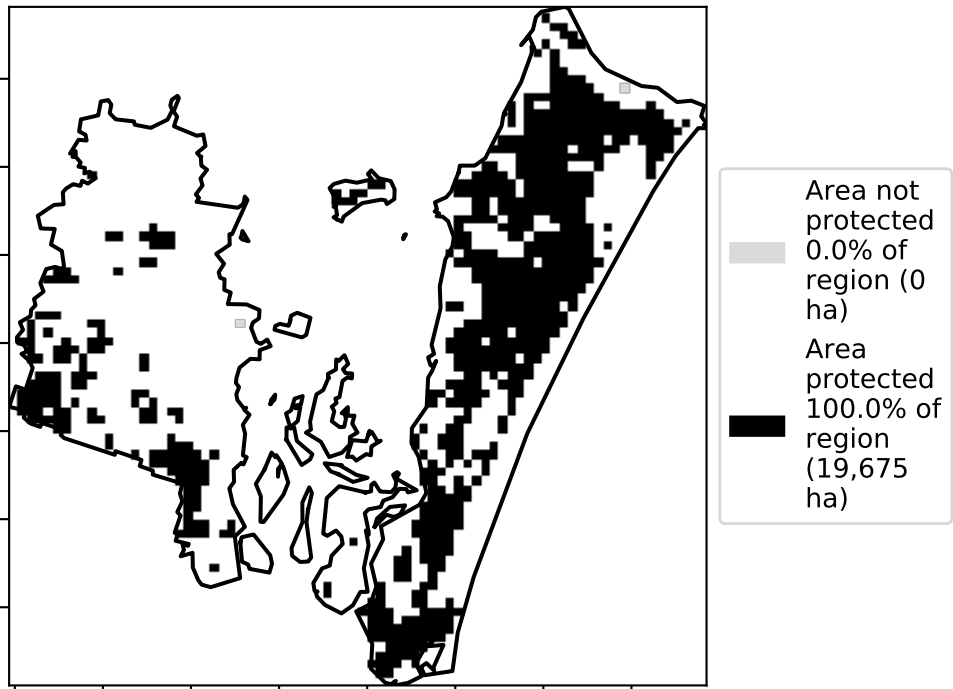 Area not
protected
0.0% of
region (0
ha)
Area
protected
100.0% of
region
(19,675
ha)